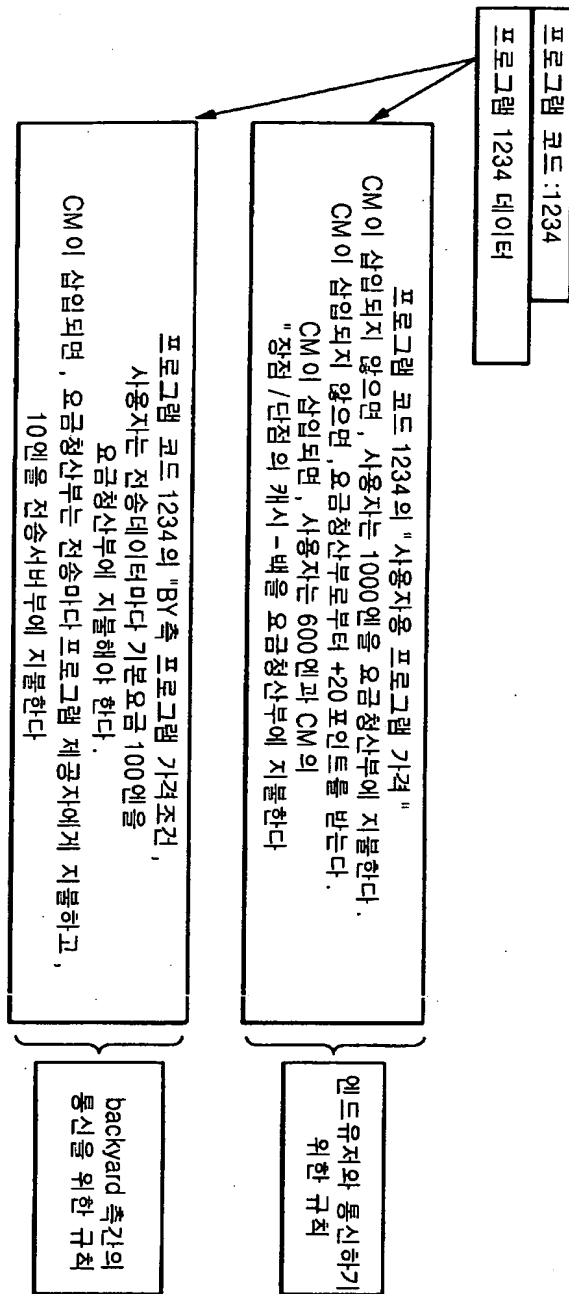 프로그램 코드:1234
프로그램 1234 데이터
프로그램 코드 1234의 "사용자용 프로그램 가격"
CM이 삽입되지 않으면, 사용자는 1000엔을 요금청산부에 지불한다.
CM이 삽입되지 않으면, 요금청산부로부터 +20 포인트를 받는다.
CM이 삽입되면, 사용자는 600엔과 CM의
"장점/단점의 캐시-백을 요금청산부에 지불한다
엔드유저와 통신하기
위한 규칙
프로그램 코드 1234의 "BY측 프로그램 가격조건,
사용자는 전송데이터마다 기본요금 100엔을
요금청산부에 지불해야 한다.
CM이 삽입되면, 요금청산부는 전송마다 프로그램 제공자에게 지불하고,
10엔을 전송서버부에 지불한다
backyard 측간의
통신을 위한 규칙